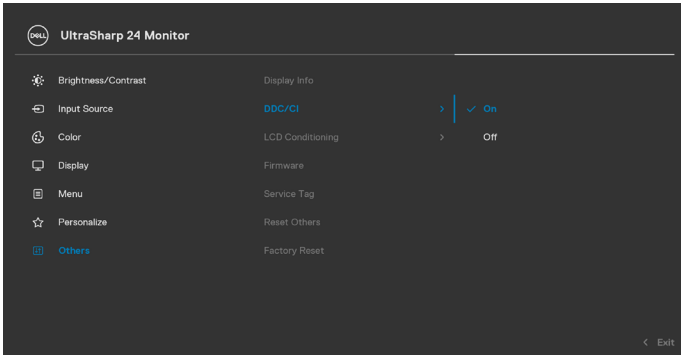 DELL
UltraSharp 24 Monitor
Brightness/Contrast
Input Source
Color
Display
Menu
Personalize
Others
Display Info
DDC/CI
LCD Conditioning
Firmware
Service Tag
Reset Others
Factory Reset
On
Off
Exit